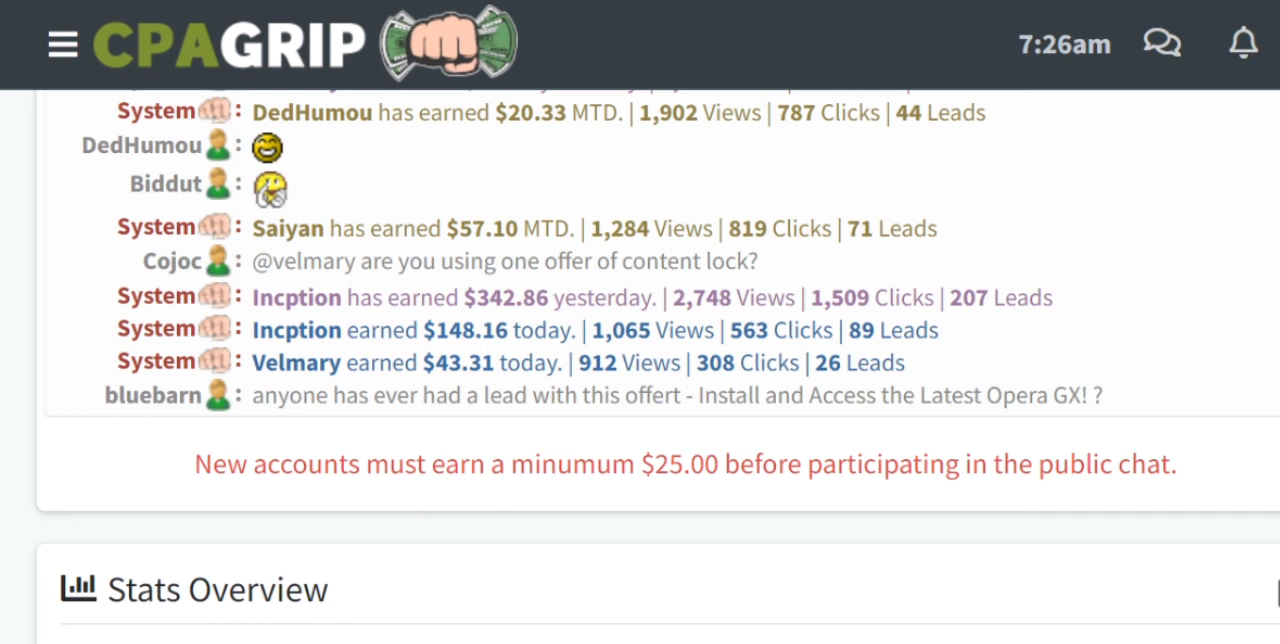 CPAGRIP 7:26am
System: DedHumou has earned $20.33 MTD. | 1,902 Views | 787 Clicks | 44 Leads
DedHumou:
Biddut:
System: Saiyan has earned $57.10 MTD. | 1,284 Views | 819 Clicks | 71 Leads
Cojoc: @velmary are you using one offer of content lock?
System: Incption has earned $342.86 yesterday. | 2,748 Views | 1,509 Clicks | 207 Leads
System: Incption earned $148.16 today. | 1,065 Views | 563 Clicks | 89 Leads
System: Velmary earned $43.31 today. | 912 Views | 308 Clicks | 26 Leads
bluebarn: anyone has ever had a lead with this offert - Install and Access the Latest Opera GX! ?
New accounts must earn a minumum $25.00 before participating in the public chat.
Stats Overview